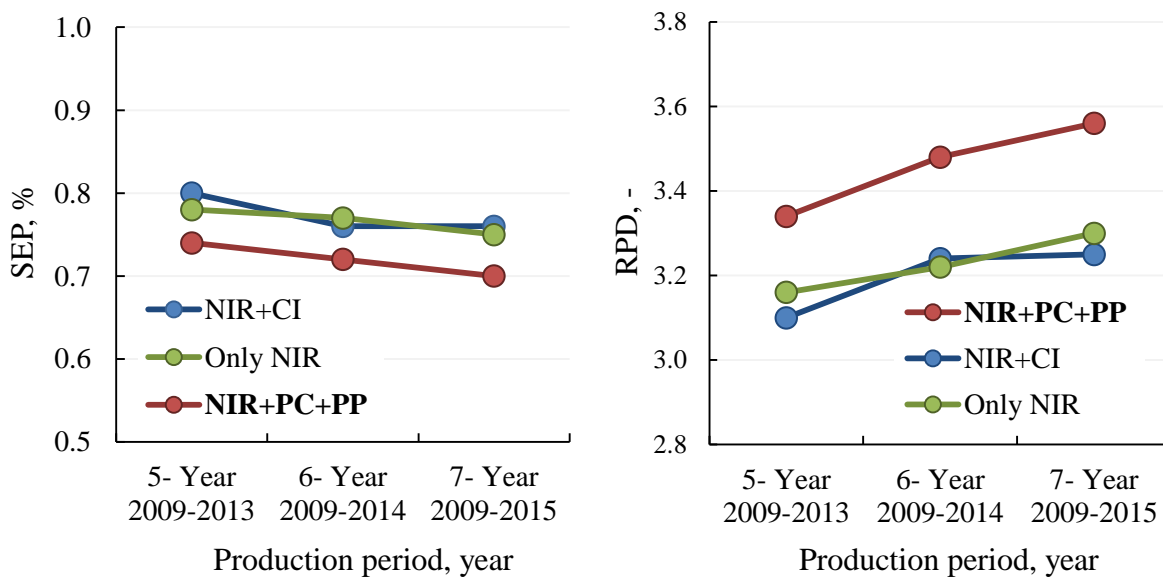 SEP, %
1.0
0.9
0.8
0.7
0.6
0.5
NIR+CI
Only NIR
NIR+PC+PP
5- Year
2009-2013
6- Year
2009-2014
7- Year
2009-2015
Production period, year
RPD, -
3.8
3.6
3.4
3.2
3.0
2.8
NIR+PC+PP
NIR+CI
Only NIR
5- Year
2009-2013
6- Year
2009-2014
7- Year
2009-2015
Production period, year